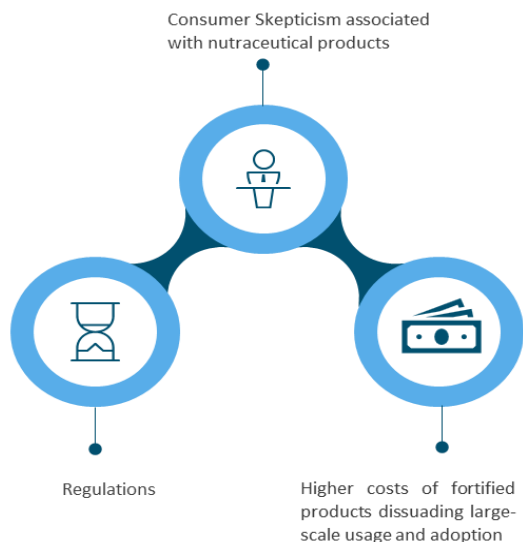 Consumer Skepticism associated
with nutraceutical products
Regulations
Higher costs of fortified
products dissuading large-
scale usage and adoption